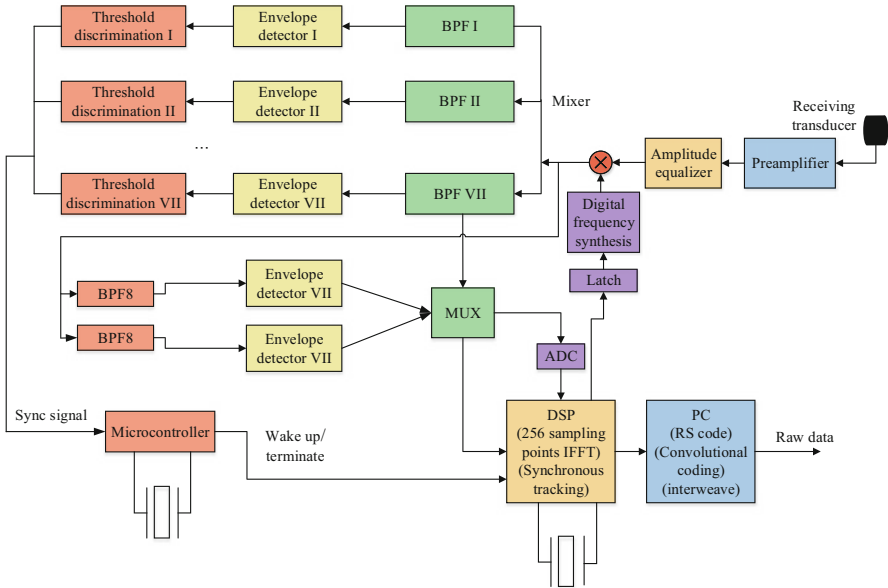 Threshold
discrimination I
Envelope
detector I
BPF I
Threshold
discrimination II
Envelope
detector II
BPF II
Mixer
Receiving
transducer
...
Amplitude
equalizer
Preamplifier
Threshold
discrimination VII
Envelope
detector VII
BPF VII
Digital
frequency
synthesis
Latch
BPF8
Envelope
detector VII
MUX
BPF8
Envelope
detector VII
ADC
Sync signal
Microcontroller
Wake up/
terminate
DSP
(256 sampling
points IFFT)
(Synchronous
tracking)
PC
(RS code)
(Convolutional
coding)
(interweave)
Raw data